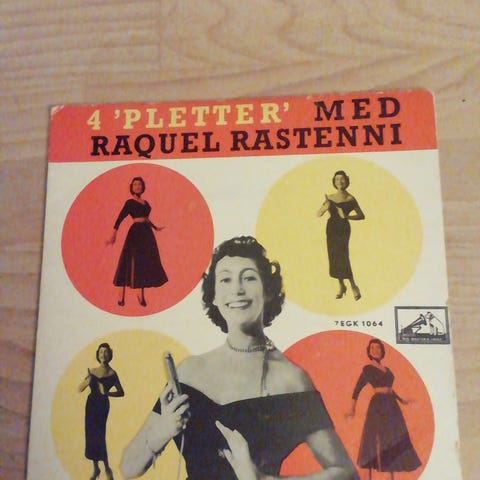 4 'PLETTER' MED
RAQUEL RASTENNI
7EGK 1064